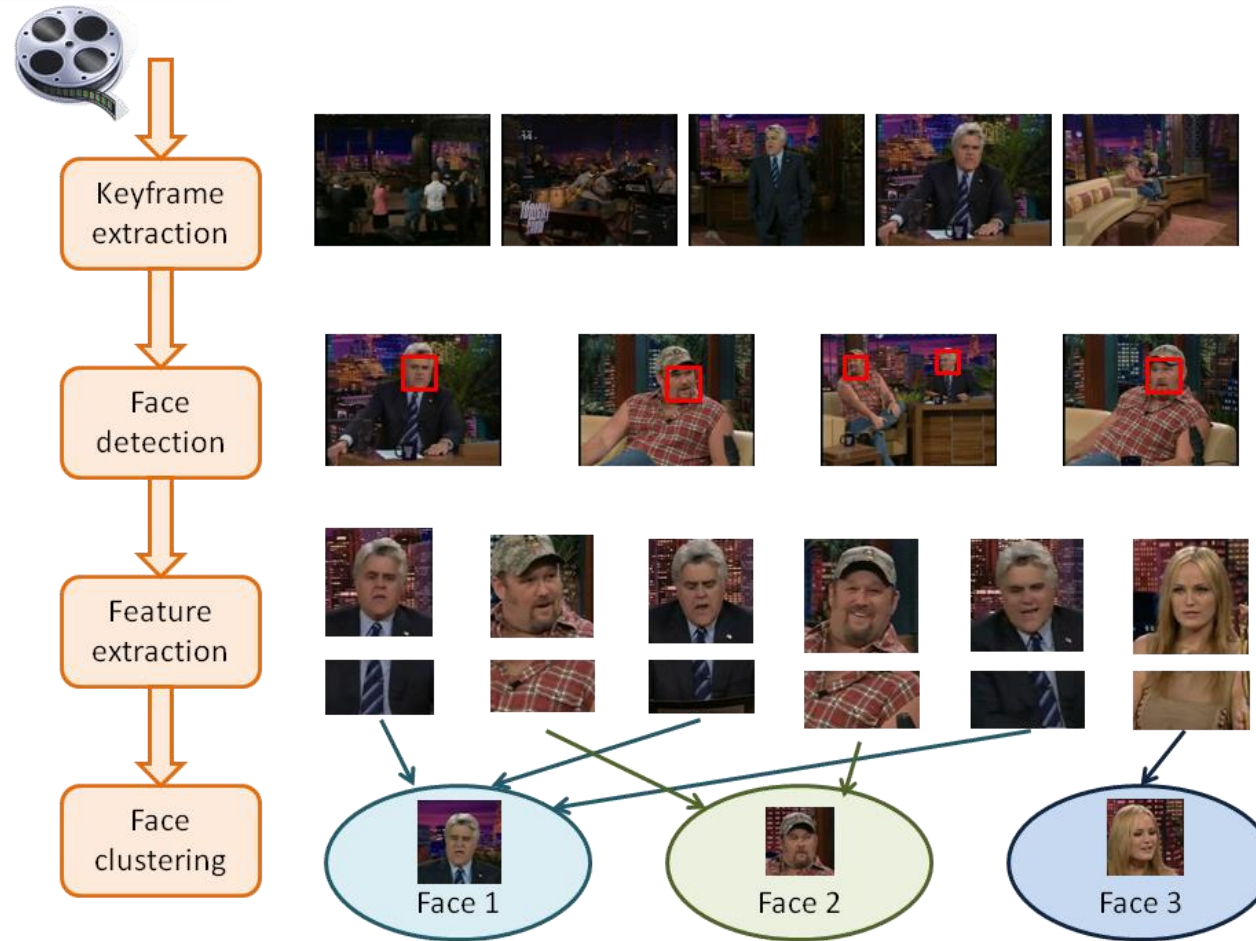 Keyframe
extraction
Face
detection
Feature
extraction
Face
clustering
Face 1
Face 2
Face 3